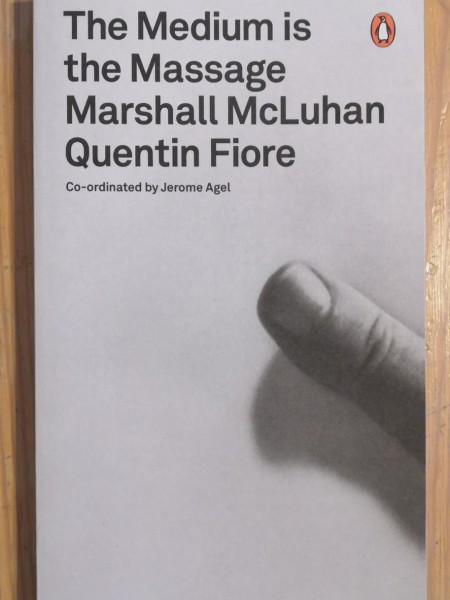 The Medium is
the Massage
Marshall McLuhan
Quentin Fiore
Co-ordinated by Jerome Agel